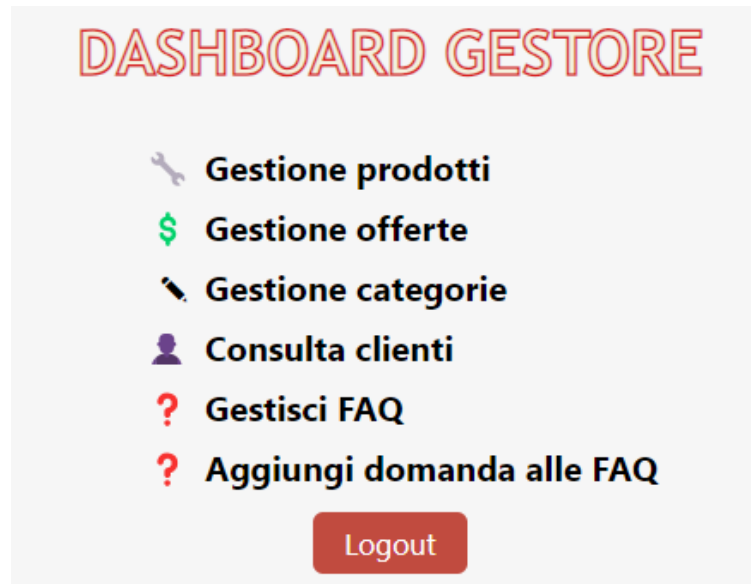 DASHBOARD GESTORE
🔧 Gestione prodotti
💲 Gestione offerte
✏ Gestione categorie
👤 Consulta clienti
❓ Gestisci FAQ
❓ Aggiungi domanda alle FAQ
Logout